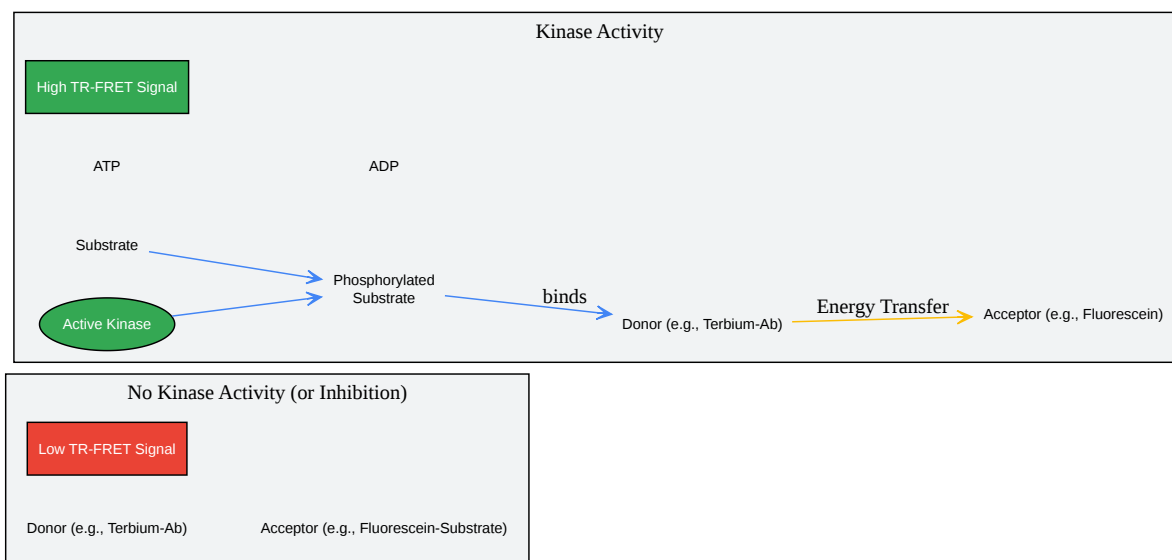 Kinase Activity
High TR-FRET Signal
ATP
ADP
Substrate
Phosphorylated
Substrate
Active Kinase
binds
Donor (e.g., Terbium-Ab)
Energy Transfer
Acceptor (e.g., Fluorescein)
No Kinase Activity (or Inhibition)
Low TR-FRET Signal
Donor (e.g., Terbium-Ab)
Acceptor (e.g., Fluorescein-Substrate)